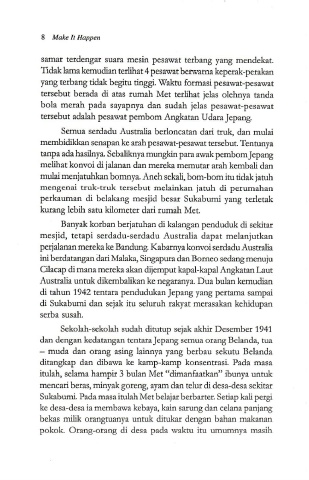 8 Make It Happen
samar terdengar suara mesin pesawat terbang yang mendekat.
Tidak lama kemudian terlihat 4 pesawat berwarna keperak-perakan
yang terbang tidak begitu tinggi. Waktu formasi pesawat-pesawat
tersebut berada di atas rumah Met terlihat jelas olehnya tanda
bola merah pada sayapnya dan sudah jelas pesawat-pesawat
tersebut adalah pesawat pembom Angkatan Udara Jepang.
Semua serdadu Australia berloncatan dari truk, dan mulai
membidikkan senapan ke arah pesawat-pesawat tersebut. Tentunya
tanpa ada hasilnya. Sebaliknya mungkin para awak pembom Jepang
melihat konvoi di jalanan dan mereka memutar arah kembali dan
mulai menjatuhkan bomnya. Aneh sekali, bom-bom itu tidak jatuh
mengenai truk-truk tersebut melainkan jatuh di perumahan
perkauman di belakang mesjid besar Sukabumi yang terletak
kurang lebih satu kilometer dari rumah Met.
Banyak korban berjatuhan di kalangan penduduk di sekitar
mesjid, tetapi serdadu-serdadu Australia dapat melanjutkan
perjalanan mereka ke Bandung. Kabarnya konvoi serdadu Australia
ini berdatangan dari Malaka, Singapura dan Borneo sedang menuju
Cilacap di mana mereka akan dijemput kapal-kapal Angkatan Laut
Australia untuk dikembalikan ke negaranya. Dua bulan kemudian
di tahun 1942 tentara pendudukan Jepang yang pertama sampai
di Sukabumi dan sejak itu seluruh rakyat merasakan kehidupan
serba susah.
Sekolah-sekolah sudah ditutup sejak akhir Desember 1941
dan dengan kedatangan tentara Jepang semua orang Belanda, tua
– muda dan orang asing lainnya yang berbau sekutu Belanda
ditangkap dan dibawa ke kamp-kamp konsentrasi. Pada masa
itulah, selama hampir 3 bulan Met “dimanfaatkan” ibunya untuk
mencari beras, minyak goreng, ayam dan telur di desa-desa sekitar
Sukabumi. Pada masa itulah Met belajar berbarter. Setiap kali pergi
ke desa-desa ia membawa kebaya, kain sarung dan celana panjang
bekas milik orangtuanya untuk ditukar dengan bahan makanan
pokok. Orang-orang di desa pada waktu itu umumnya masih